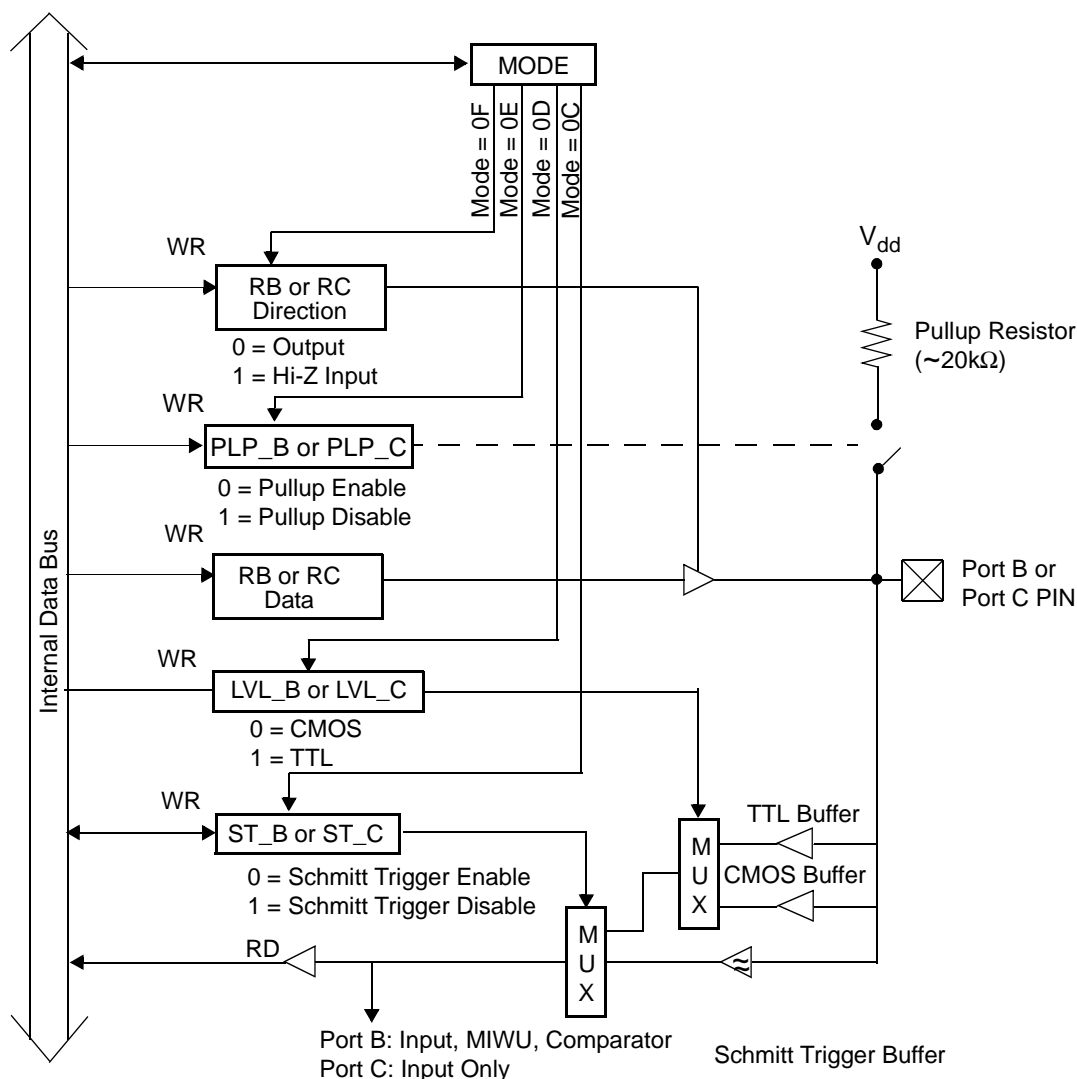 MODE
Mode = 0F
Mode = 0E
Mode = 0D
Mode = 0C
WR
RB or RC
Direction
0 = Output
1 = Hi-Z Input
Vdd
Pullup Resistor
(~20kΩ)
WR
PLP_B or PLP_C
0 = Pullup Enable
1 = Pullup Disable
WR
RB or RC
Data
Port B or
Port C PIN
Internal Data Bus
WR
LVL_B or LVL_C
0 = CMOS
1 = TTL
WR
ST_B or ST_C
0 = Schmitt Trigger Enable
1 = Schmitt Trigger Disable
TTL Buffer
M
U
X
CMOS Buffer
RD
M
U
X
Port B: Input, MIWU, Comparator
Port C: Input Only
Schmitt Trigger Buffer